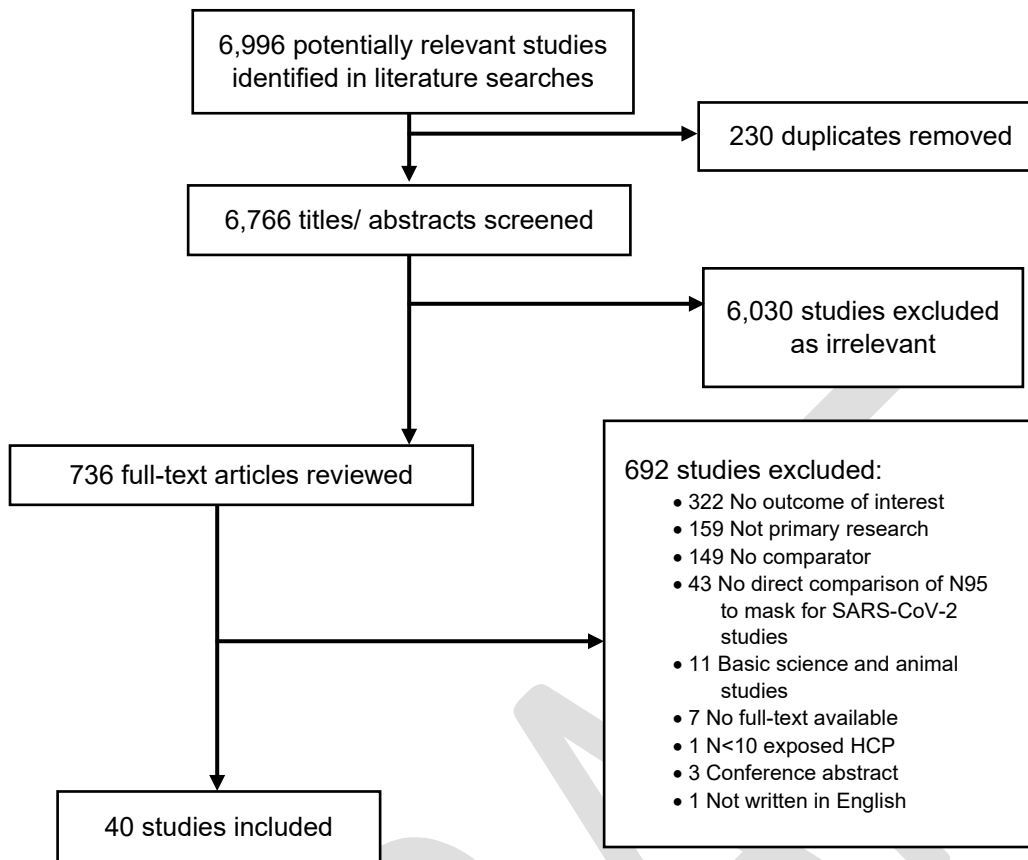 6,996 potentially relevant studies
identified in literature searches
230 duplicates removed
6,766 titles/ abstracts screened
6,030 studies excluded
as irrelevant
736 full-text articles reviewed
692 studies excluded:
• 322 No outcome of interest
• 159 Not primary research
• 149 No comparator
• 43 No direct comparison of N95
to mask for SARS-CoV-2
studies
• 11 Basic science and animal
studies
• 7 No full-text available
• 1 N<10 exposed HCP
• 3 Conference abstract
• 1 Not written in English
40 studies included